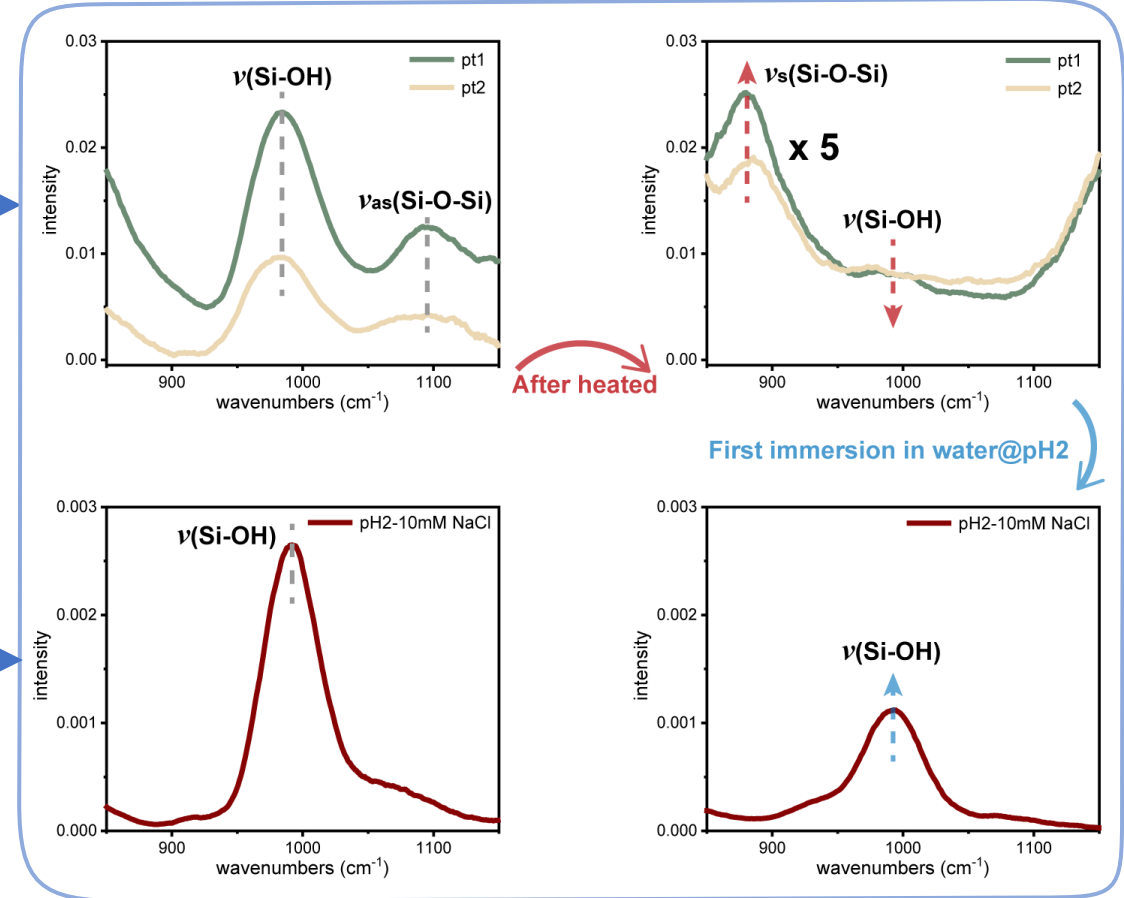 0.03
0.02
0.01
0.00
intensity
ν(Si-OH)
νas(Si-O-Si)
pt1
pt2
900
1000
1100
wavenumbers (cm-1)
0.03
0.02
0.01
0.00
intensity
νs(Si-O-Si)
x 5
ν(Si-OH)
pt1
pt2
900
1000
1100
wavenumbers (cm-1)
After heated
First immersion in water@pH2
0.003
0.002
0.001
0.000
intensity
ν(Si-OH)
pH2-10mM NaCl
900
1000
1100
wavenumbers (cm-1)
0.003
0.002
0.001
0.000
intensity
pH2-10mM NaCl
ν(Si-OH)
900
1000
1100
wavenumbers (cm-1)